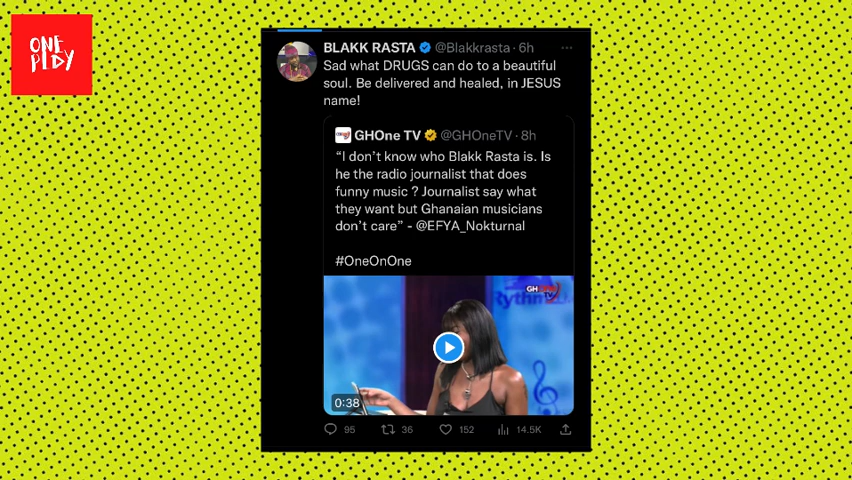 ONE
PLAY
BLAKK RASTA @Blakkrasta · 6h
Sad what DRUGS can do to a beautiful
soul. Be delivered and healed, in JESUS
name!
GHOne TV @GHOneTV · 8h
“I don’t know who Blakk Rasta is. Is
he the radio journalist that does
funny music ? Journalist say what
they want but Ghanaian musicians
don’t care” - @EFYA_Nokturnal
#OneOnOne
GHOne
TV
Rythm
0:38
95 36 152 14.5K